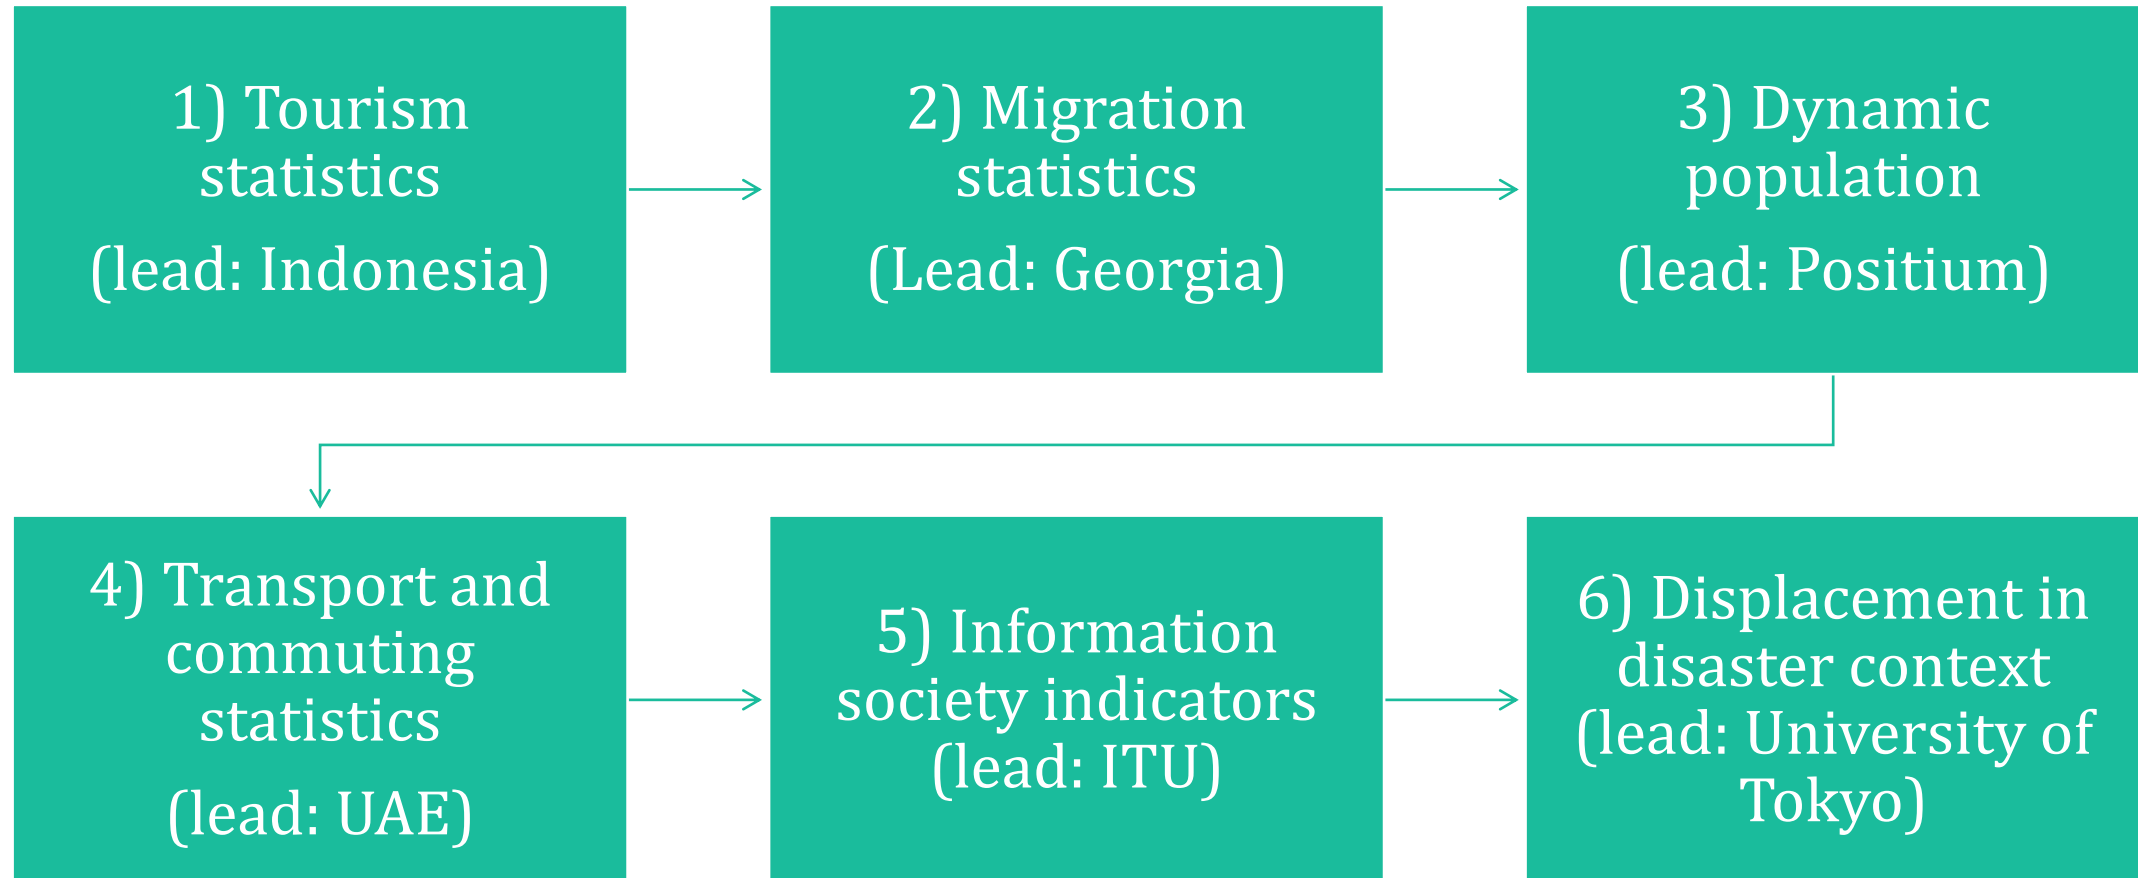 1) Tourism
statistics
(lead: Indonesia)
2) Migration
statistics
(Lead: Georgia)
3) Dynamic
population
(lead: Positium)
4) Transport and
commuting
statistics
(lead: UAE)
5) Information
society indicators
(lead: ITU)
6) Displacement in
disaster context
(lead: University of
Tokyo)